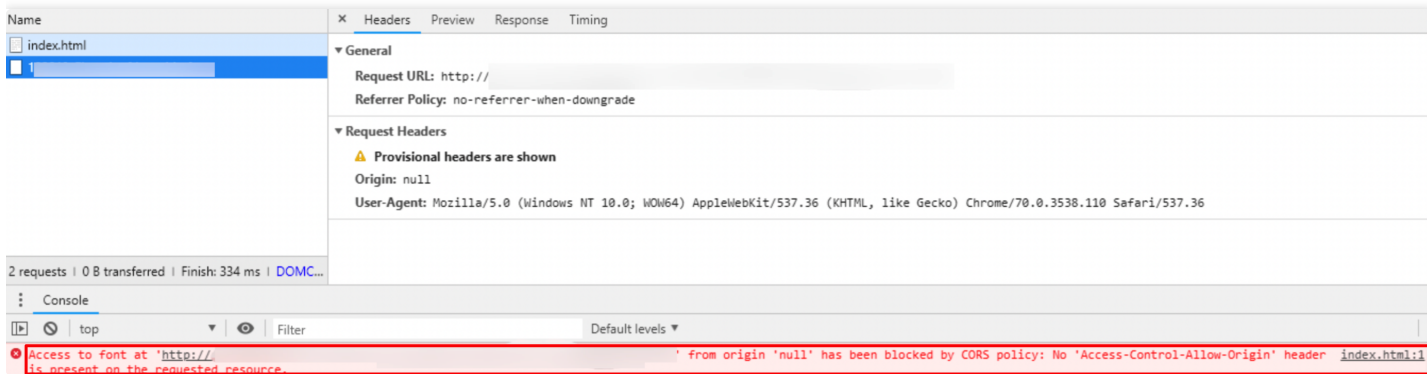 Name
× Headers Preview Response Timing
index.html
1
▼ General
Request URL: http://
Referrer Policy: no-referrer-when-downgrade
▼ Request Headers
Provisional headers are shown
Origin: null
User-Agent: Mozilla/5.0 (Windows NT 10.0; WOW64) AppleWebKit/537.36 (KHTML, like Gecko) Chrome/70.0.3538.110 Safari/537.36
2 requests | 0 B transferred | Finish: 334 ms | DOMC...
Console
top ▼ Filter Default levels ▼
Access to font at 'http:// ' from origin 'null' has been blocked by CORS policy: No 'Access-Control-Allow-Origin' header index.html:1
is present on the requested resource.